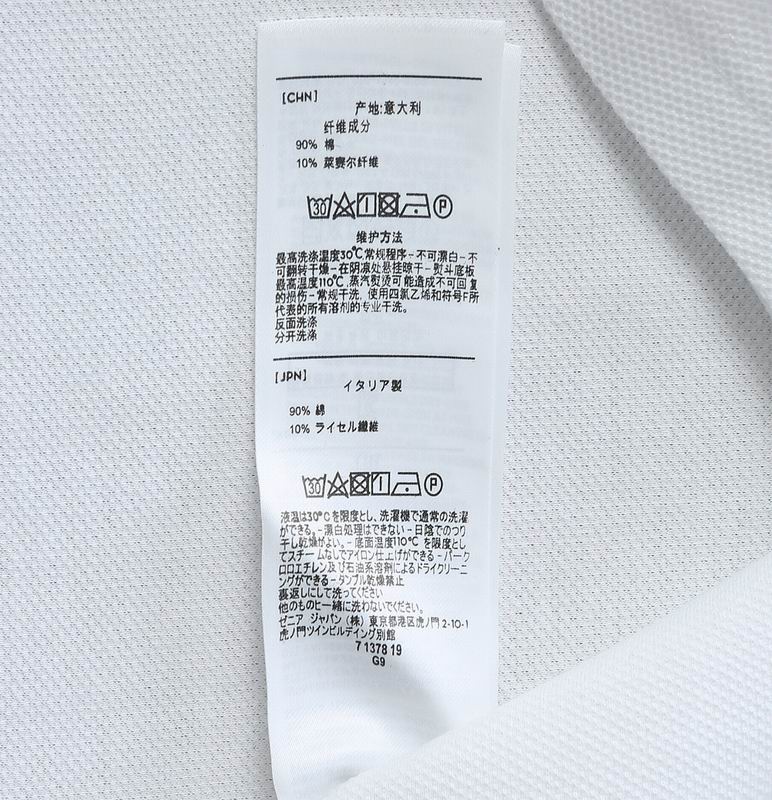 [CHN]
产地:意大利
纤维成分
90% 棉
10% 莱赛尔纤维
30 P
维护方法
最高洗涤温度30℃常规程序-不可漂白-不
可翻转干燥-在阴凉处悬挂晾干-熨斗底板
最高温度110℃,蒸汽熨烫可能造成不可回复
的损伤-常规干洗, 使用四氯乙烯和符号F所
代表的所有溶剂的专业干洗。
反面洗涤
分开洗涤
[JPN]
イタリア製
90% 綿
10% ライセル繊維
30 P
液温は30°Cを限度とし、洗濯機で通常の洗濯
ができる。-漂白処理はできない-日陰でのつり
干し乾燥がよい。-底面温度110℃ を限度とし
てスチームなしでアイロン仕上げができる-パーク
ロロエチレン及び石油系溶剤によるドライクリーニ
ングができる-タンブル乾燥禁止
裏返しにして洗ってください
他のものと一緒に洗わないでください。
ゼニア ジャパン (株) 東京都港区虎ノ門 2-10-1
虎ノ門ツインビルディング別館
7 1378 19
G9